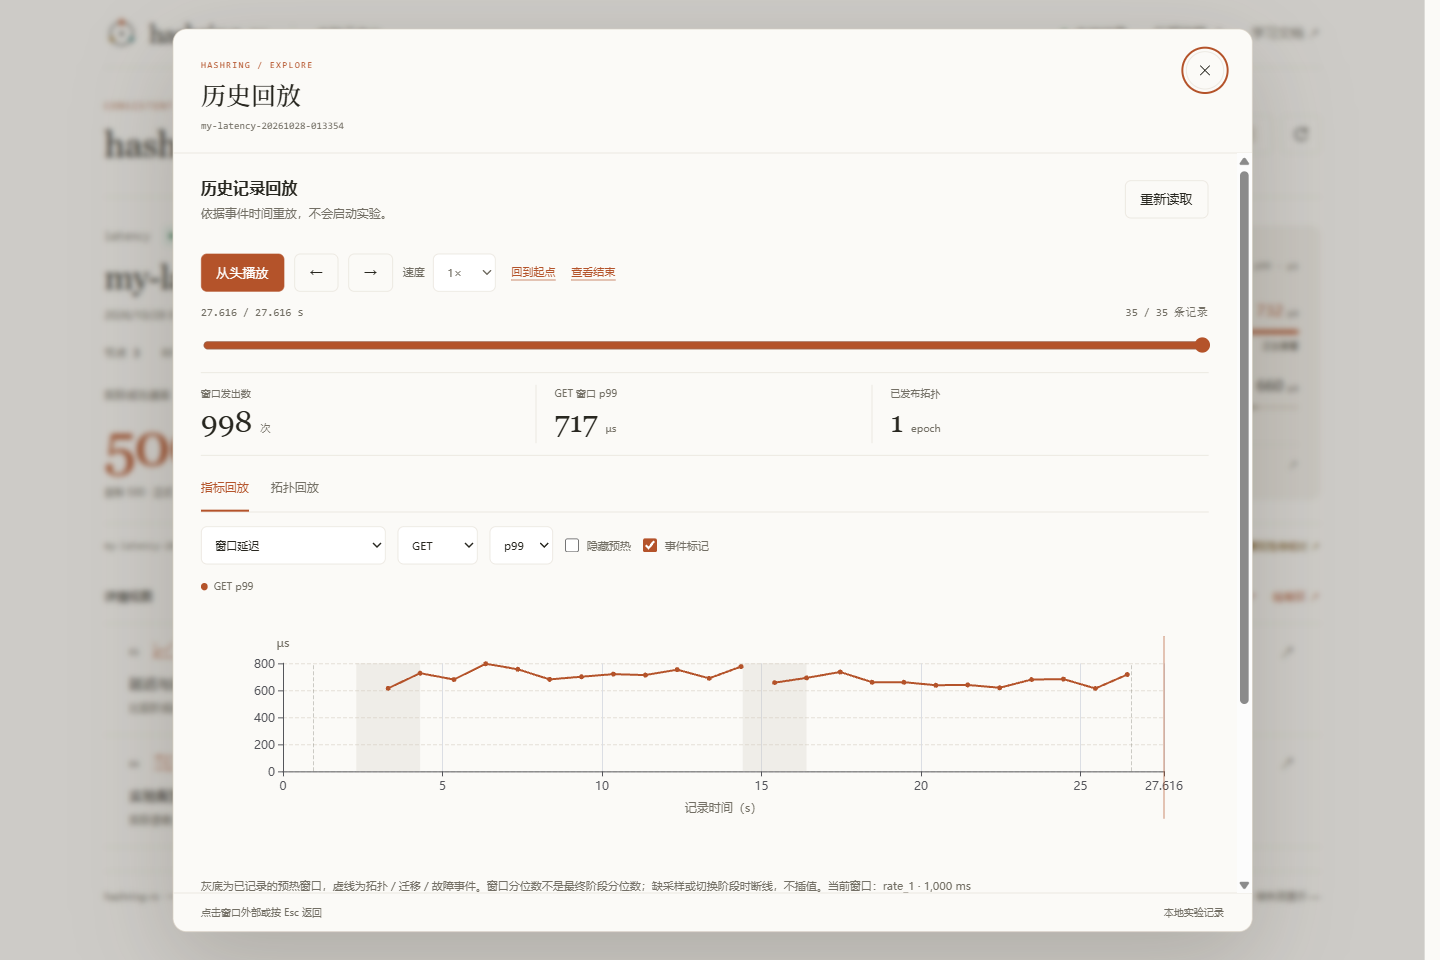 HASHRING / EXPLORE
历史回放
my-latency-20261028-013354
历史记录回放
依据事件时间重放，不会启动实验。
重新读取
从头播放 ← → 速度 1× 回到起点 查看结束
27.616 / 27.616 s
35 / 35 条记录
窗口发出数
998 次
GET 窗口 p99
717 μs
已发布拓扑
1 epoch
指标回放 拓扑回放
窗口延迟 GET p99 隐藏预热 事件标记
GET p99
μs
800
600
400
200
0
0 5 10 15 20 25 27.616
记录时间（s）
灰底为已记录的预热窗口，虚线为拓扑 / 迁移 / 故障事件。窗口分位数不是最终阶段分位数；缺采样或切换阶段时断线，不插值。当前窗口：rate_1 · 1,000 ms
点击窗口外部或按 Esc 返回
本地实验记录